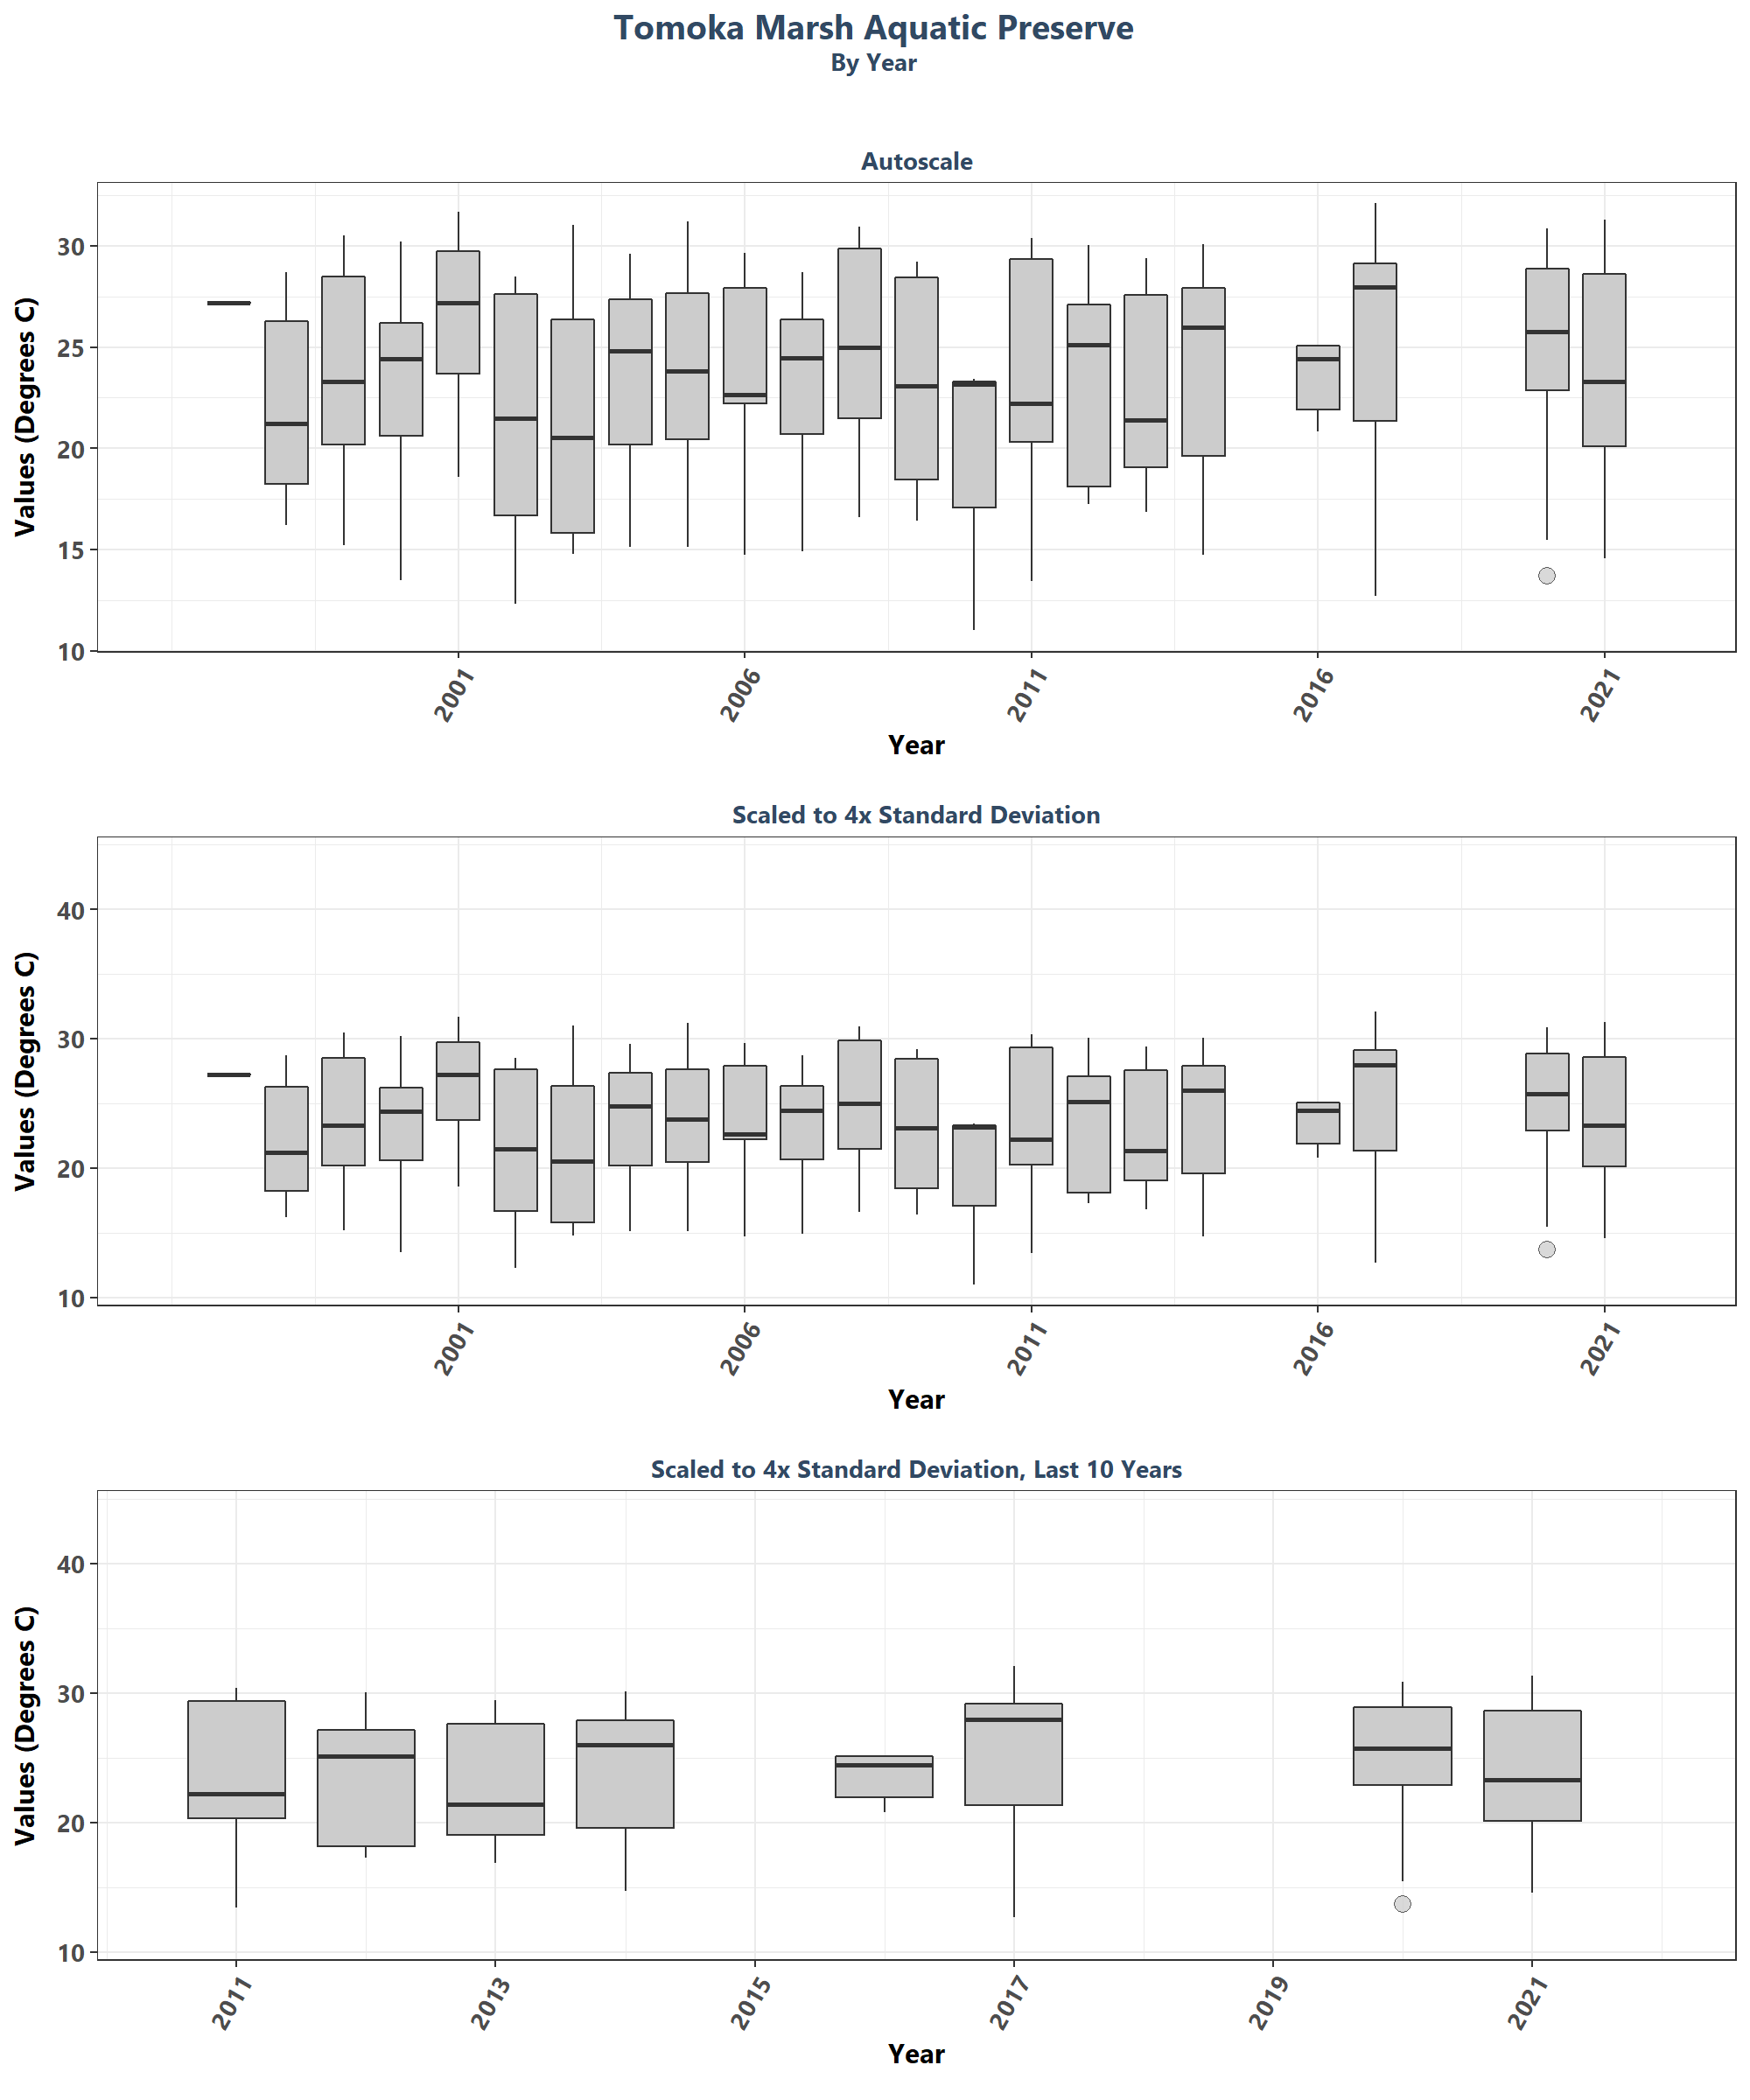 Tomoka Marsh Aquatic Preserve
By Year
Autoscale
Values (Degrees C)
30
25
20
15
10
2001 2006 2011 2016 2021
Year
Scaled to 4x Standard Deviation
Values (Degrees C)
40
30
20
10
2001 2006 2011 2016 2021
Year
Scaled to 4x Standard Deviation, Last 10 Years
Values (Degrees C)
40
30
20
10
2011 2013 2015 2017 2019 2021
Year